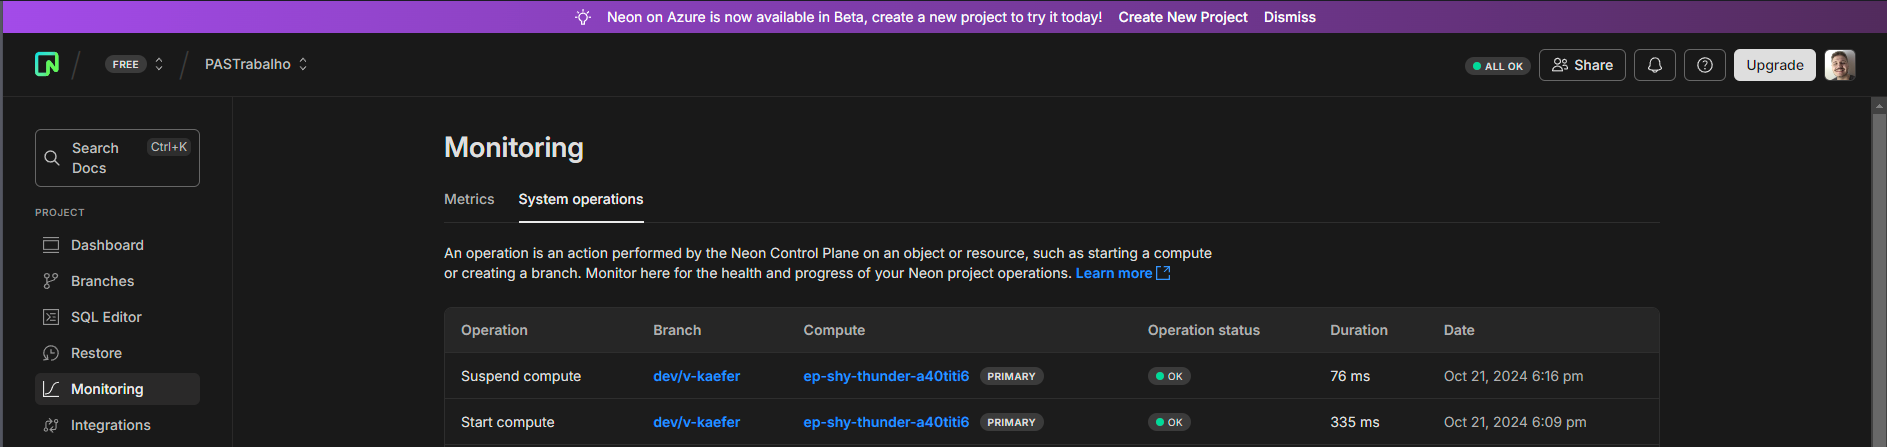 Neon on Azure is now available in Beta, create a new project to try it today! Create New Project Dismiss
FREE PASTrabalho ALL OK Share Upgrade
Search Docs Ctrl+K
PROJECT
Dashboard
Branches
SQL Editor
Restore
Monitoring
Integrations
Monitoring
Metrics System operations
An operation is an action performed by the Neon Control Plane on an object or resource, such as starting a compute
or creating a branch. Monitor here for the health and progress of your Neon project operations. Learn more
Operation Branch Compute Operation status Duration Date
Suspend compute dev/v-kaefer ep-shy-thunder-a40titi6 PRIMARY OK 76 ms Oct 21, 2024 6:16 pm
Start compute dev/v-kaefer ep-shy-thunder-a40titi6 PRIMARY OK 335 ms Oct 21, 2024 6:09 pm